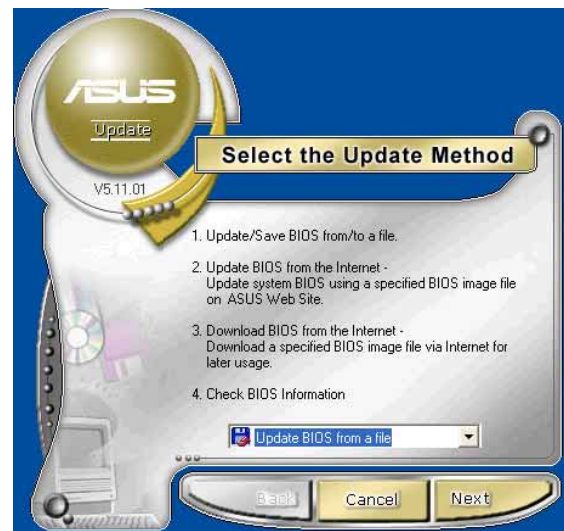 ASUS
Update
V5.11.01
Select the Update Method
1. Update/Save BIOS from/to a file.
2. Update BIOS from the Internet -
Update system BIOS using a specified BIOS image file
on ASUS Web Site.
3. Download BIOS from the Internet -
Download a specified BIOS image file via Internet for
later usage.
4. Check BIOS Information
Update BIOS from a file
Back
Cancel
Next